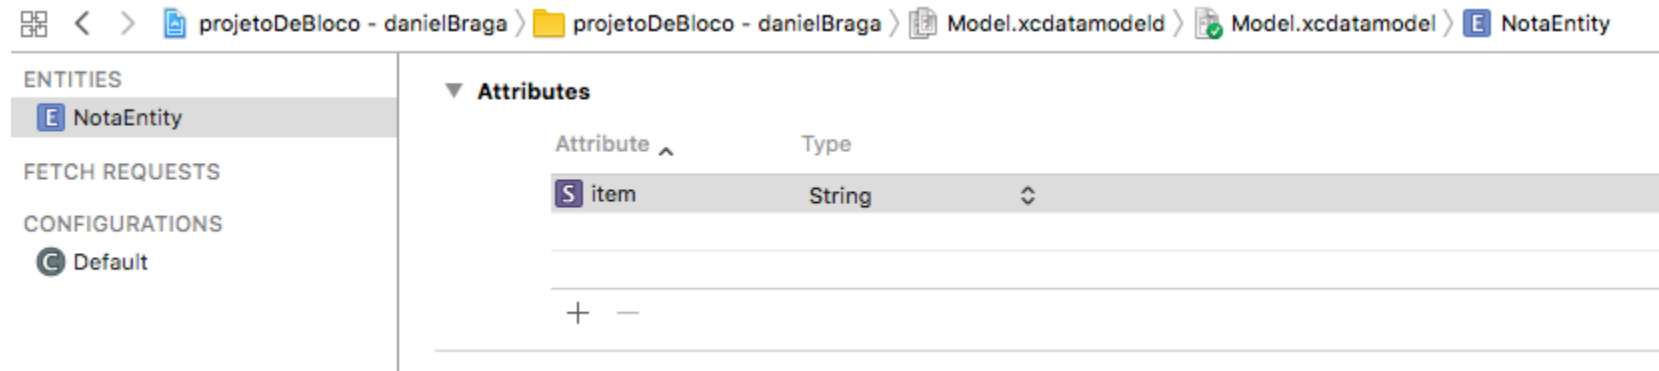 projetoDeBloco - danielBraga projetoDeBloco - danielBraga Model.xcdatamodeld Model.xcdatamodel E NotaEntity
ENTITIES
E NotaEntity
FETCH REQUESTS
CONFIGURATIONS
C Default
Attributes
Attribute Type
S item String